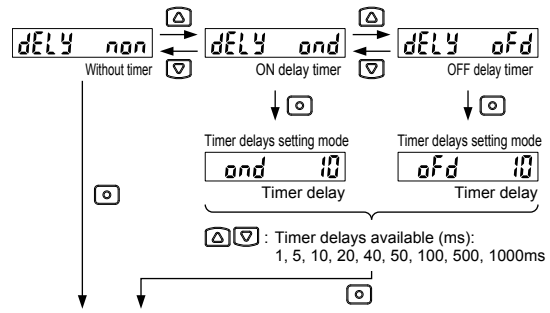 dELY non
dELY ond
dELY oFd
Without timer
ON delay timer
OFF delay timer
Timer delays setting mode
Timer delays setting mode
ond 10
oFd 10
Timer delay
Timer delay
: Timer delays available (ms):
1, 5, 10, 20, 40, 50, 100, 500, 1000ms